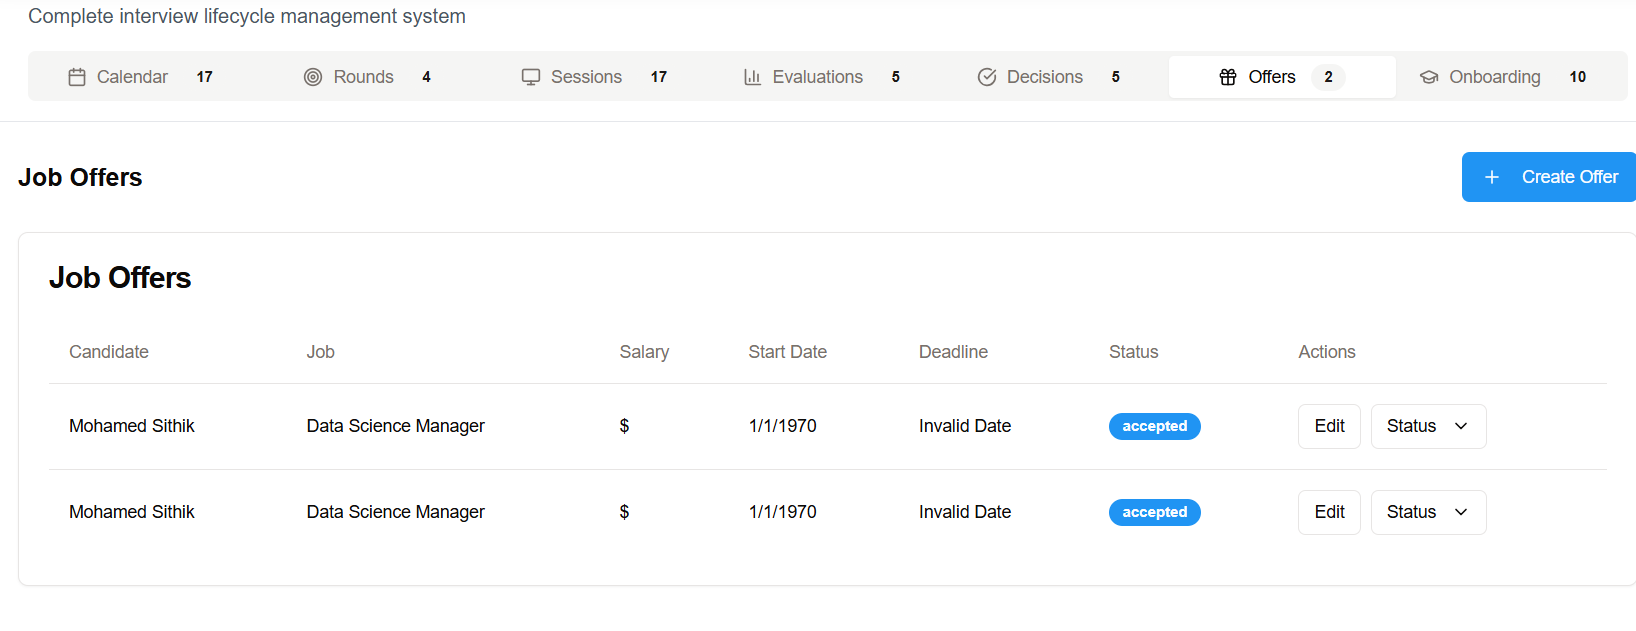 Complete interview lifecycle management system
Calendar 17 Rounds 4 Sessions 17 Evaluations 5 Decisions 5 Offers 2 Onboarding 10
Job Offers
+ Create Offer
Job Offers
Candidate Job Salary Start Date Deadline Status Actions
Mohamed Sithik Data Science Manager $ 1/1/1970 Invalid Date accepted Edit Status
Mohamed Sithik Data Science Manager $ 1/1/1970 Invalid Date accepted Edit Status